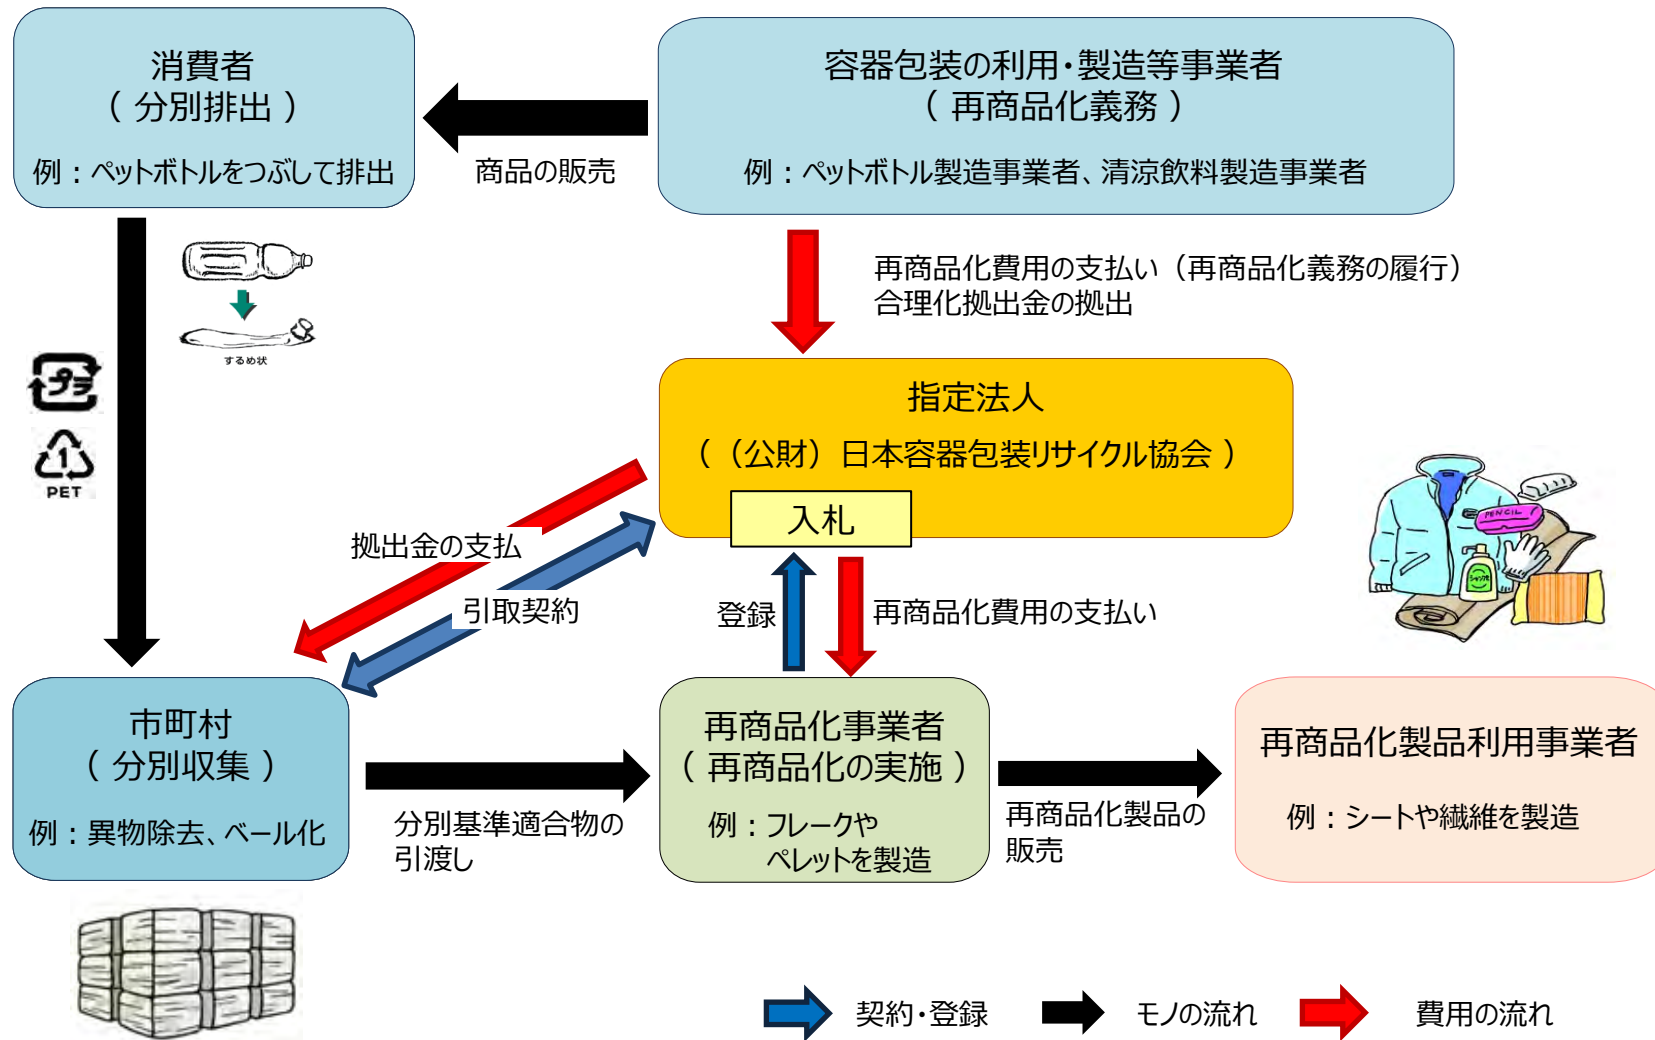 消費者
（ 分別排出 ）
例：ペットボトルをつぶして排出
商品の販売
容器包装の利用・製造等事業者
（ 再商品化義務 ）
例：ペットボトル製造事業者、清涼飲料製造事業者
再商品化費用の支払い（再商品化義務の履行）
合理化拠出金の拠出
するめ状
プラ
1
PET
指定法人
（（公財）日本容器包装リサイクル協会 ）
入札
拠出金の支払
引取契約
登録
再商品化費用の支払い
PENCIL
市町村
（ 分別収集 ）
例：異物除去、ベール化
分別基準適合物の
引渡し
再商品化事業者
（ 再商品化の実施 ）
例：フレークや
ペレットを製造
再商品化製品の
販売
再商品化製品利用事業者
例：シートや繊維を製造
契約・登録
モノの流れ
費用の流れ